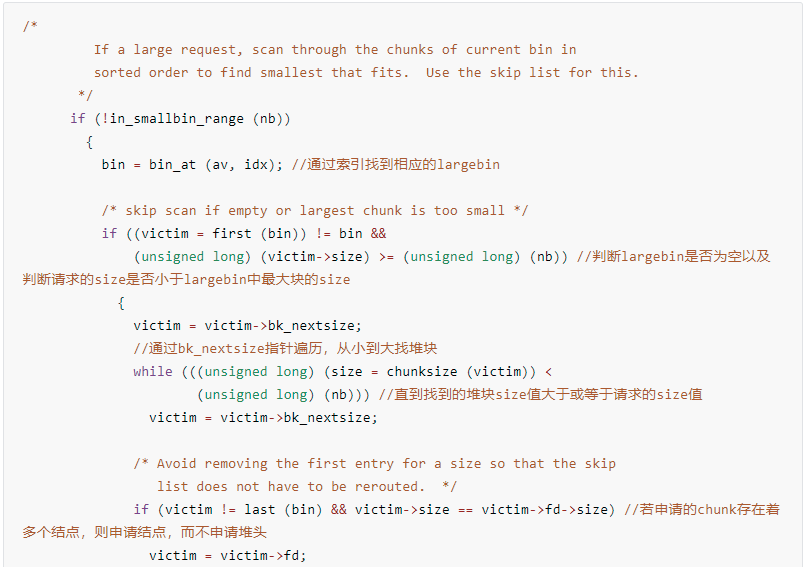 /*
If a large request, scan through the chunks of current bin in
sorted order to find smallest that fits.  Use the skip list for this.
*/
if (!in_smallbin_range (nb))
{
bin = bin_at (av, idx); //通过索引找到相应的largebin
/* skip scan if empty or largest chunk is too small */
if ((victim = first (bin)) != bin &&
(unsigned long) (victim->size) >= (unsigned long) (nb)) //判断largebin是否为空以及
判断请求的size是否小于largebin中最大块的size
{
victim = victim->bk_nextsize;
//通过bk_nextsize指针遍历，从小到大找堆块
while (((unsigned long) (size = chunksize (victim)) <
(unsigned long) (nb))) //直到找到的堆块size值大于或等于请求的size值
victim = victim->bk_nextsize;
/* Avoid removing the first entry for a size so that the skip
list does not have to be rerouted.  */
if (victim != last (bin) && victim->size == victim->fd->size) //若申请的chunk存在着
多个结点，则申请结点，而不申请堆头
victim = victim->fd;